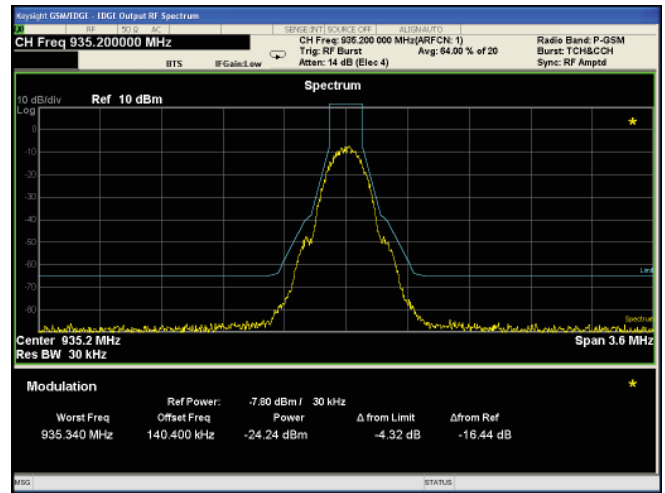 Keysight GSM/EDGE - EDGE Output RF Spectrum
RF 50 Ω AC SENSE:INT SOURCE OFF ALIGNAUTO
CH Freq 935.200000 MHz
CH Freq: 935.200 000 MHz(ARFCN: 1)
Radio Band: P-GSM
Trig: RF Burst
Avg: 64.00 % of 20
Burst: TCH&CCH
BTS
IFGain:Low
Atten: 14 dB (Elec 4)
Sync: RF Amptd
Spectrum
10 dB/div Ref 10 dBm
Log
0
-10
-20
-30
-40
-50
-60
-70
-80
Limit
Spectrum
Center 935.2 MHz
Span 3.6 MHz
Res BW 30 kHz
Modulation
Ref Power: -7.80 dBm / 30 kHz
Worst Freq Offset Freq Power Δ from Limit Δfrom Ref
935.340 MHz 140.400 kHz -24.24 dBm -4.32 dB -16.44 dB
MSG STATUS